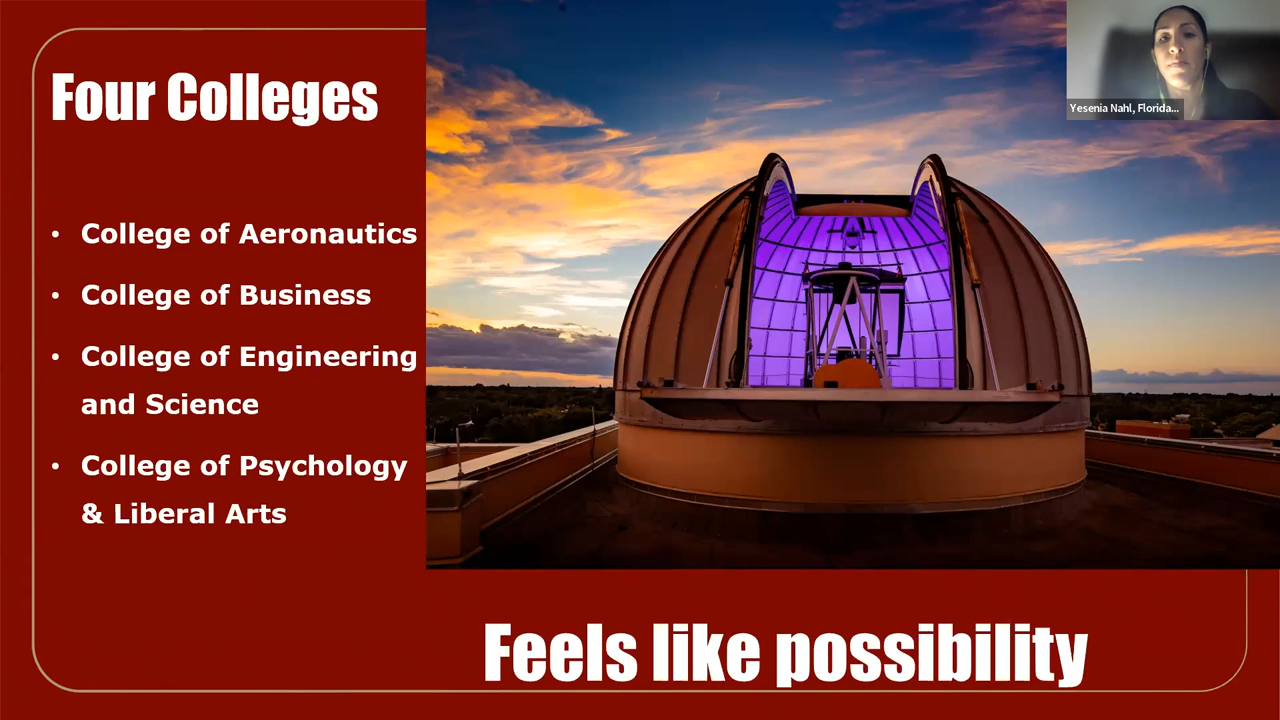 Four Colleges
Yesenia Nahl, Florida...
• College of Aeronautics
• College of Business
• College of Engineering
and Science
• College of Psychology
& Liberal Arts
Feels like possibility